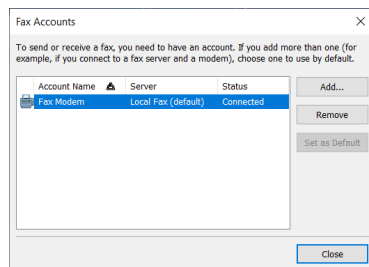 Fax Accounts
To send or receive a fax, you need to have an account. If you add more than one (for
example, if you connect to a fax server and a modem), choose one to use by default.
Account Name Server Status
Fax Modem Local Fax (default) Connected
Add...
Remove
Set as Default
Close